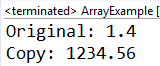 <terminated> ArrayExample [
Original: 1.4
Copy: 1234.56